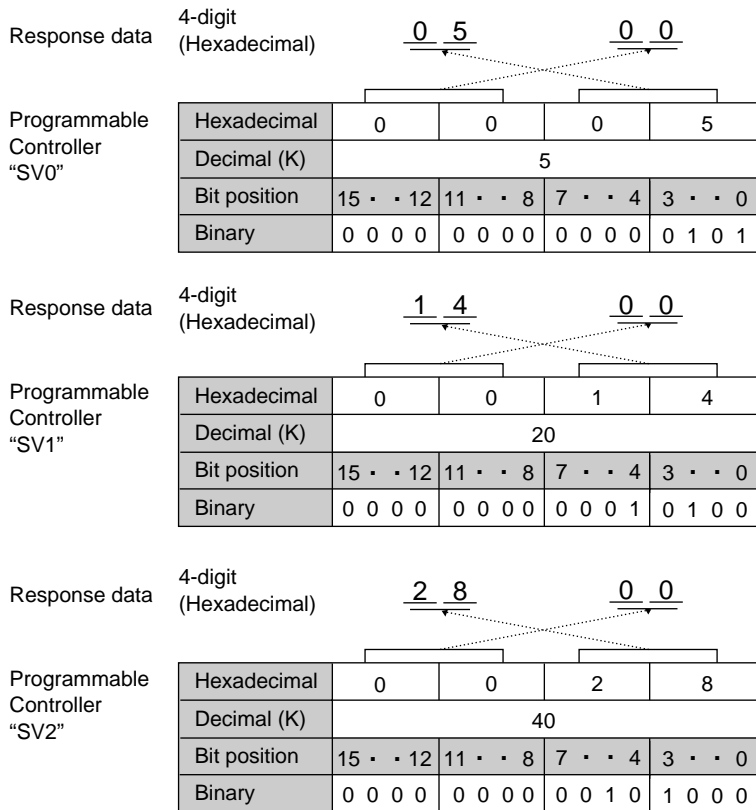 Response data 4-digit (Hexadecimal) 0 5 0 0
Programmable Controller “SV0”
Hexadecimal 0 0 0 5
Decimal (K) 5
Bit position 15 · · 12 11 · · 8 7 · · 4 3 · · 0
Binary 0 0 0 0 0 0 0 0 0 0 0 0 0 1 0 1
Response data 4-digit (Hexadecimal) 1 4 0 0
Programmable Controller “SV1”
Hexadecimal 0 0 1 4
Decimal (K) 20
Bit position 15 · · 12 11 · · 8 7 · · 4 3 · · 0
Binary 0 0 0 0 0 0 0 0 0 0 0 1 0 1 0 0
Response data 4-digit (Hexadecimal) 2 8 0 0
Programmable Controller “SV2”
Hexadecimal 0 0 2 8
Decimal (K) 40
Bit position 15 · · 12 11 · · 8 7 · · 4 3 · · 0
Binary 0 0 0 0 0 0 0 0 0 0 1 0 1 0 0 0